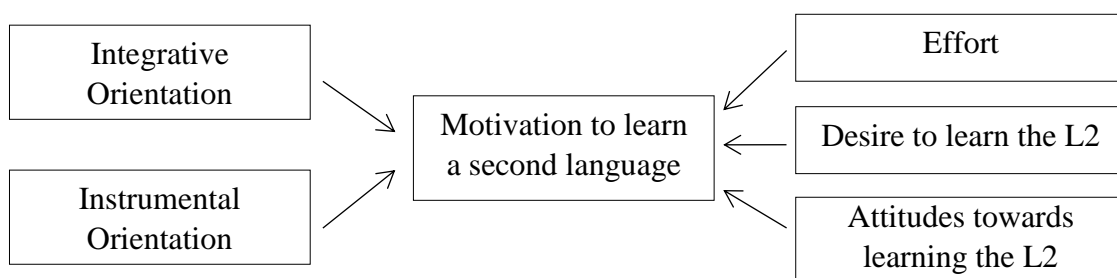 Integrative
Orientation
Instrumental
Orientation
Motivation to learn
a second language
Effort
Desire to learn the L2
Attitudes towards
learning the L2